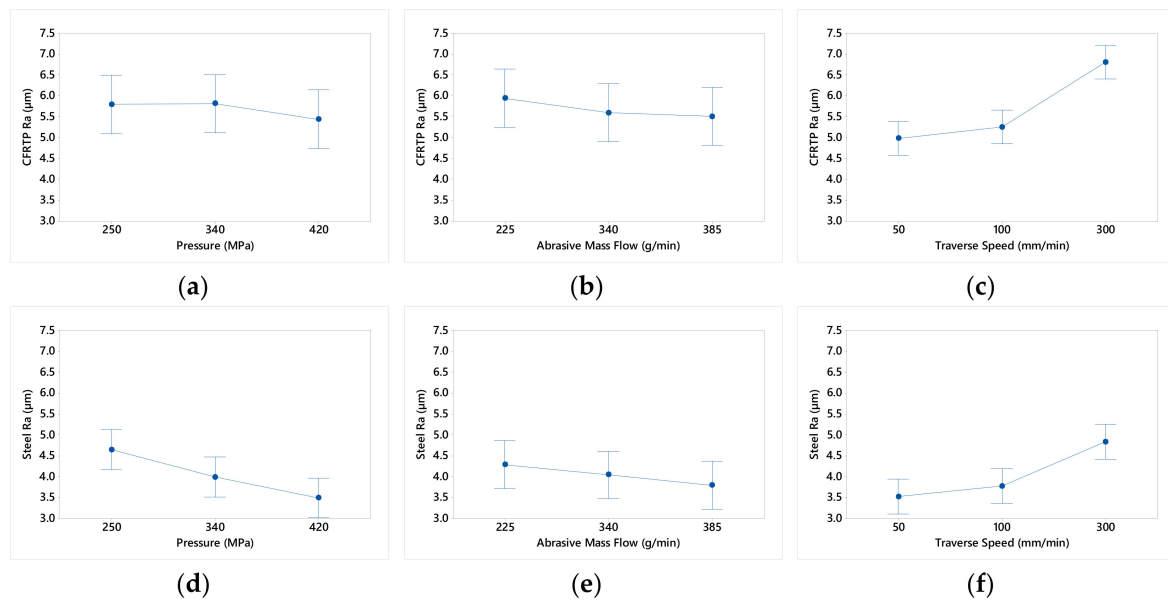 7.5
7.0
6.5
6.0
5.5
5.0
4.5
4.0
3.5
3.0
CFRTP Ra (µm)
250 340 420
Pressure (MPa)
(a)
7.5
7.0
6.5
6.0
5.5
5.0
4.5
4.0
3.5
3.0
CFRTP Ra (µm)
225 340 385
Abrasive Mass Flow (g/min)
(b)
7.5
7.0
6.5
6.0
5.5
5.0
4.5
4.0
3.5
3.0
CFRTP Ra (µm)
50 100 300
Traverse Speed (mm/min)
(c)
7.5
7.0
6.5
6.0
5.5
5.0
4.5
4.0
3.5
3.0
Steel Ra (µm)
250 340 420
Pressure (MPa)
(d)
7.5
7.0
6.5
6.0
5.5
5.0
4.5
4.0
3.5
3.0
Steel Ra (µm)
225 340 385
Abrasive Mass Flow (g/min)
(e)
7.5
7.0
6.5
6.0
5.5
5.0
4.5
4.0
3.5
3.0
Steel Ra (µm)
50 100 300
Traverse Speed (mm/min)
(f)